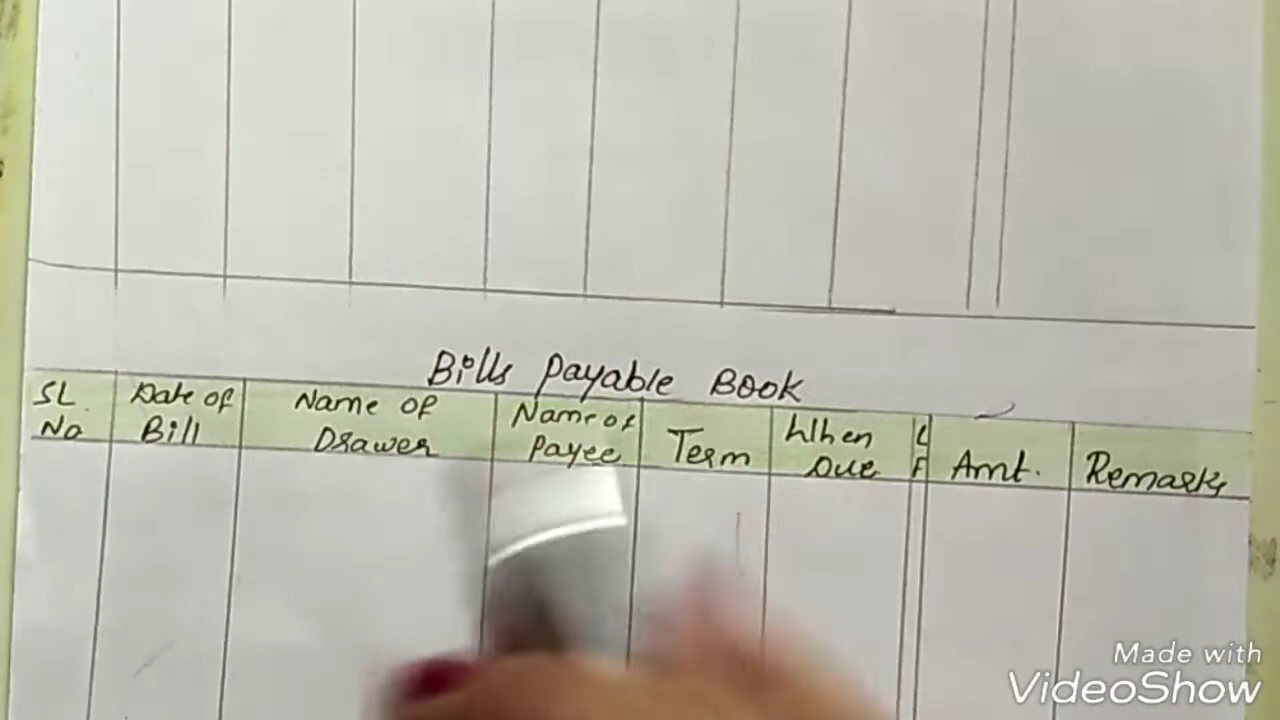 Bills Payable Book
SL No
Date of Bill
Name of Drawer
Name of Payee
Term
When Due
LF
Amt.
Remarks
Made with
VideoShow